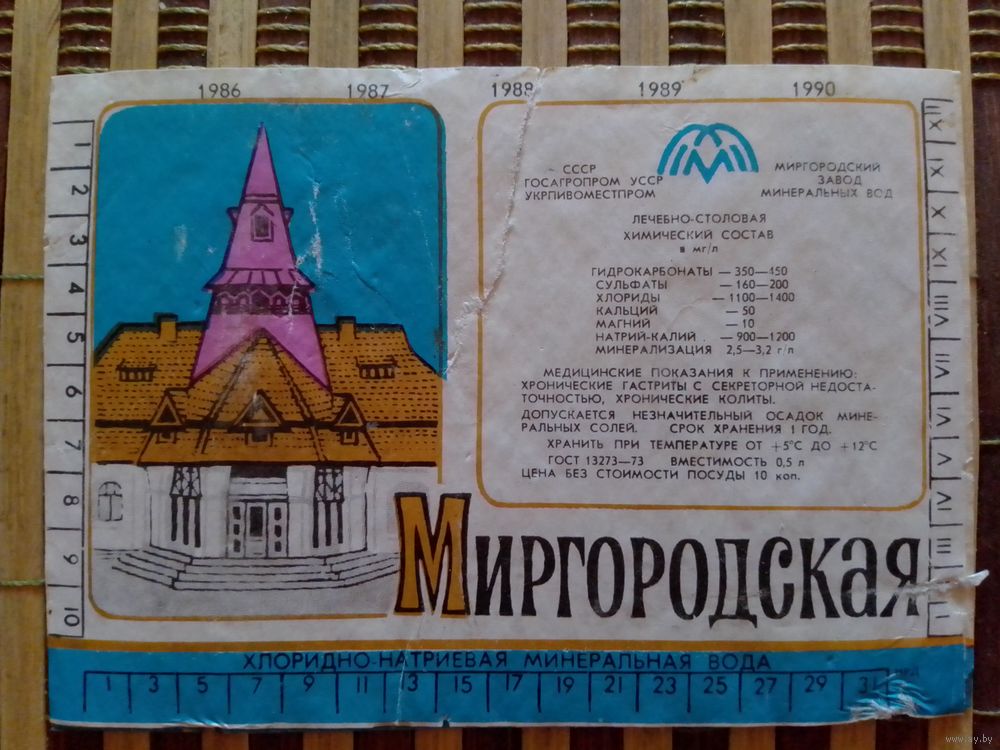 1986 1987 1988 1989 1990
1
2
3
4
5
6
7
8
9
10
СССР
ГОСАГРОПРОМ УССР
УКРПИВОМЕСТПРОМ
МИРГОРОДСКИЙ
ЗАВОД
МИНЕРАЛЬНЫХ ВОД
ЛЕЧЕБНО-СТОЛОВАЯ
ХИМИЧЕСКИЙ СОСТАВ
в мг/л
ГИДРОКАРБОНАТЫ — 350—450
СУЛЬФАТЫ — 160—200
ХЛОРИДЫ — 1100—1400
КАЛЬЦИЙ — 50
МАГНИЙ — 10
НАТРИЙ-КАЛИЙ — 900—1200
МИНЕРАЛИЗАЦИЯ 2,5—3,2 г/л
МЕДИЦИНСКИЕ ПОКАЗАНИЯ К ПРИМЕНЕНИЮ:
ХРОНИЧЕСКИЕ ГАСТРИТЫ С СЕКРЕТОРНОЙ НЕДОСТА-
ТОЧНОСТЬЮ, ХРОНИЧЕСКИЕ КОЛИТЫ.
ДОПУСКАЕТСЯ НЕЗНАЧИТЕЛЬНЫЙ ОСАДОК МИНЕ-
РАЛЬНЫХ СОЛЕЙ. СРОК ХРАНЕНИЯ 1 ГОД.
ХРАНИТЬ ПРИ ТЕМПЕРАТУРЕ ОТ +5°С ДО +12°С
ГОСТ 13273—73 ВМЕСТИМОСТЬ 0,5 л
ЦЕНА БЕЗ СТОИМОСТИ ПОСУДЫ 10 коп.
XII
XI
X
IX
VIII
VII
VI
V
IV
III
II
I
МИРГОРОДСКАЯ
ХЛОРИДНО-НАТРИЕВАЯ МИНЕРАЛЬНАЯ ВОДА
1 3 5 7 9 11 13 15 17 19 21 23 25 27 29 31
www.ay.by